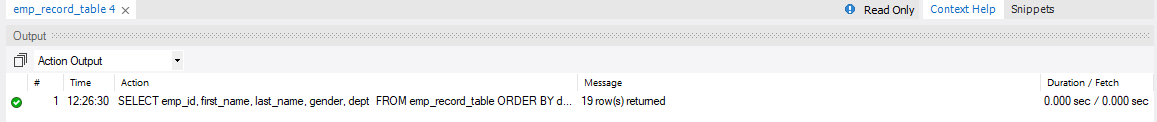 emp_record_table 4 Read Only Context Help Snippets
Output
Action Output
# Time Action Message Duration / Fetch
1 12:26:30 SELECT emp_id, first_name, last_name, gender, dept FROM emp_record_table ORDER BY d... 19 row(s) returned 0.000 sec / 0.000 sec